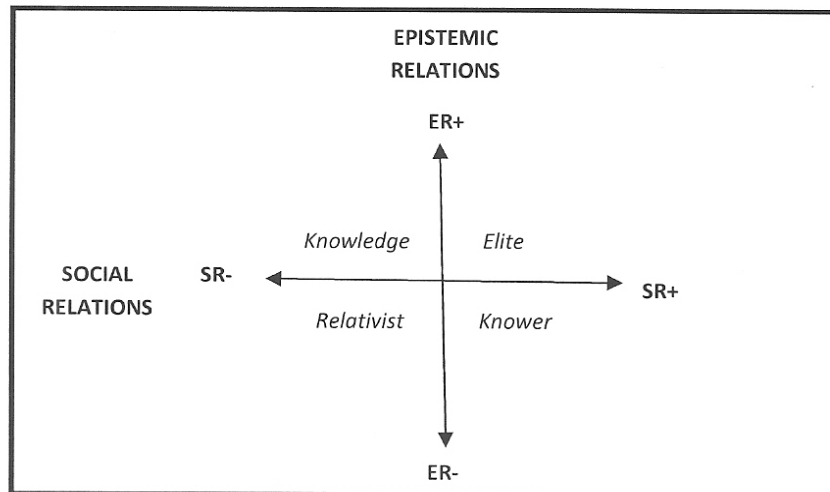 EPISTEMIC
RELATIONS
ER+
Knowledge
Elite
SOCIAL
RELATIONS
SR-
SR+
Relativist
Knower
ER-